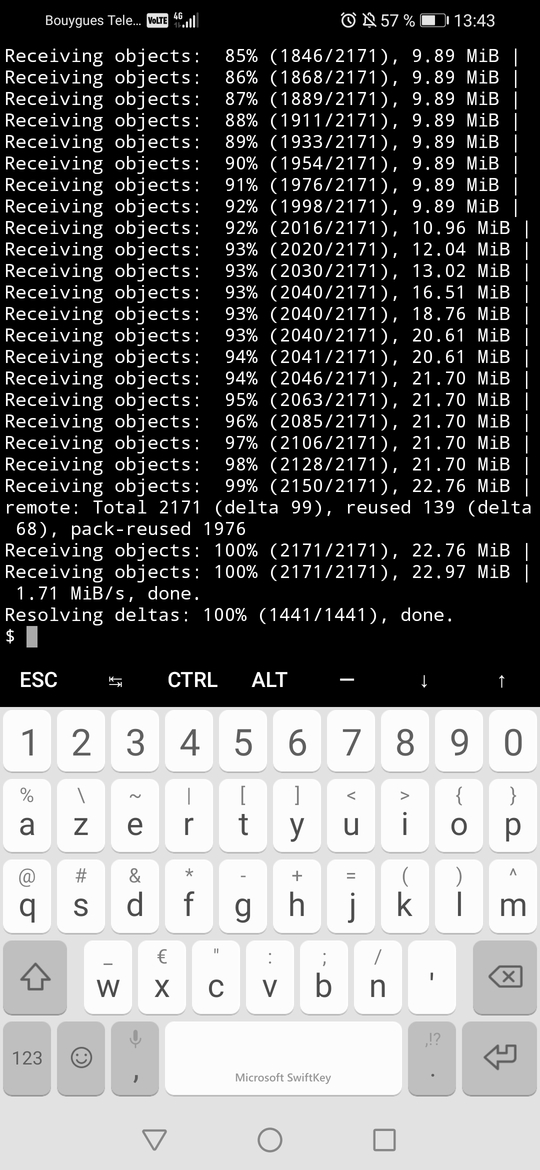 Bouygues Tele… VoLTE 4G 57 % 13:43
Receiving objects:  85% (1846/2171), 9.89 MiB |
Receiving objects:  86% (1868/2171), 9.89 MiB |
Receiving objects:  87% (1889/2171), 9.89 MiB |
Receiving objects:  88% (1911/2171), 9.89 MiB |
Receiving objects:  89% (1933/2171), 9.89 MiB |
Receiving objects:  90% (1954/2171), 9.89 MiB |
Receiving objects:  91% (1976/2171), 9.89 MiB |
Receiving objects:  92% (1998/2171), 9.89 MiB |
Receiving objects:  92% (2016/2171), 10.96 MiB |
Receiving objects:  93% (2020/2171), 12.04 MiB |
Receiving objects:  93% (2030/2171), 13.02 MiB |
Receiving objects:  93% (2040/2171), 16.51 MiB |
Receiving objects:  93% (2040/2171), 18.76 MiB |
Receiving objects:  93% (2040/2171), 20.61 MiB |
Receiving objects:  94% (2041/2171), 20.61 MiB |
Receiving objects:  94% (2046/2171), 21.70 MiB |
Receiving objects:  95% (2063/2171), 21.70 MiB |
Receiving objects:  96% (2085/2171), 21.70 MiB |
Receiving objects:  97% (2106/2171), 21.70 MiB |
Receiving objects:  98% (2128/2171), 21.70 MiB |
Receiving objects:  99% (2150/2171), 22.76 MiB |
remote: Total 2171 (delta 99), reused 139 (delta
 68), pack-reused 1976
Receiving objects: 100% (2171/2171), 22.76 MiB |
Receiving objects: 100% (2171/2171), 22.97 MiB |
 1.71 MiB/s, done.
Resolving deltas: 100% (1441/1441), done.
$
ESC ↹ CTRL ALT — ↓ ↑
1 2 3 4 5 6 7 8 9 0
% \ ~ | [ ] < > { }
a z e r t y u i o p
@ # & * - + = ( ) ^
q s d f g h j k l m
_ € " : ; /
w x c v b n '
,!?
123 , Microsoft SwiftKey .